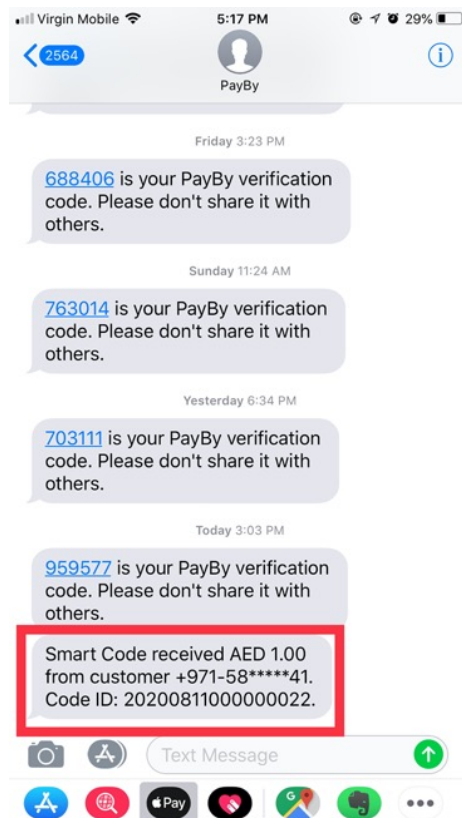 Virgin Mobile 5:17 PM 29%
2564
PayBy
Friday 3:23 PM
688406 is your PayBy verification
code. Please don't share it with
others.
Sunday 11:24 AM
763014 is your PayBy verification
code. Please don't share it with
others.
Yesterday 6:34 PM
703111 is your PayBy verification
code. Please don't share it with
others.
Today 3:03 PM
959577 is your PayBy verification
code. Please don't share it with
others.
Smart Code received AED 1.00
from customer +971-58*****41.
Code ID: 20200811000000022.
Text Message
Pay
G